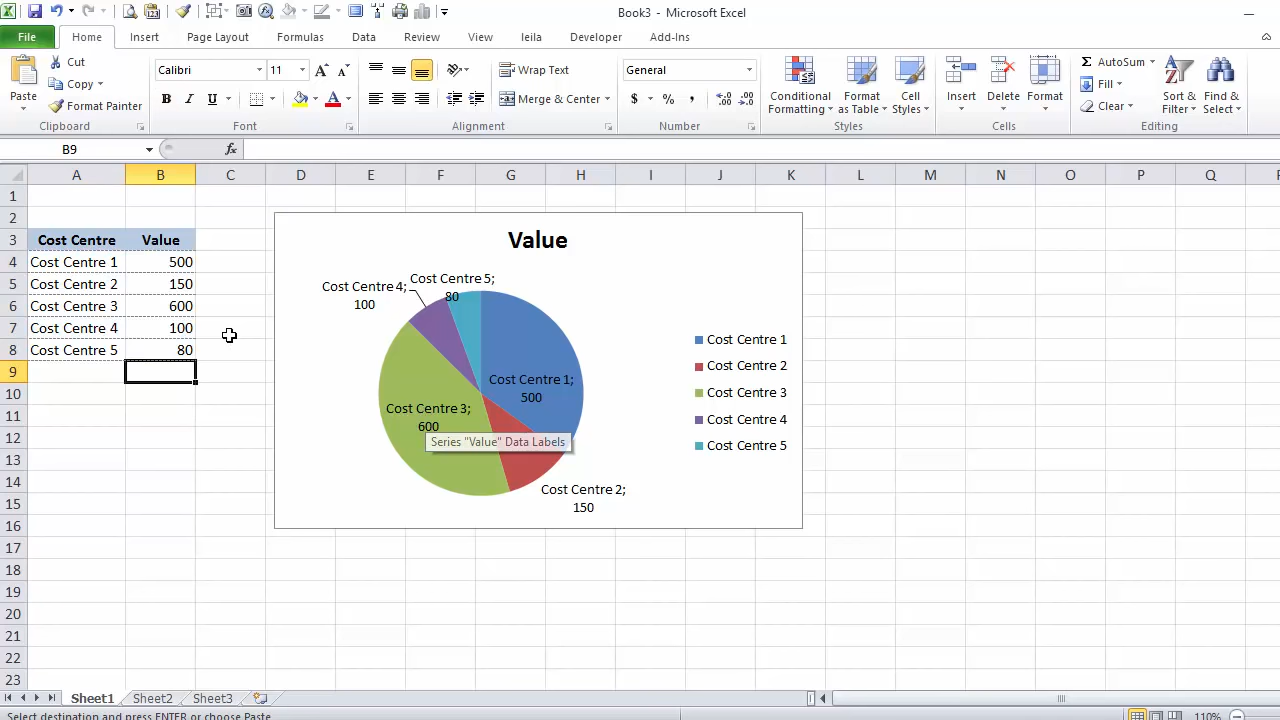 Book3 - Microsoft Excel
File Home Insert Page Layout Formulas Data Review View leila Developer Add-Ins
Paste
Cut
Copy
Format Painter
Clipboard
Calibri 11
B I U A
Font
Wrap Text
Merge & Center
Alignment
General
$ % ,
Number
Conditional Formatting
Format as Table
Cell Styles
Styles
Insert
Delete
Format
Cells
AutoSum
Fill
Clear
Sort & Filter
Find & Select
Editing
B9 fx
A B C D E F G H I J K L M N O P Q
1
2
3 Cost Centre Value
4 Cost Centre 1 500
5 Cost Centre 2 150
6 Cost Centre 3 600
7 Cost Centre 4 100
8 Cost Centre 5 80
9
10
11
12
13
14
15
16
17
18
19
20
21
22
23
Value
Cost Centre 5;
80
Cost Centre 4;
100
Cost Centre 1;
500
Cost Centre 3;
600
Series "Value" Data Labels
Cost Centre 2;
150
Cost Centre 1
Cost Centre 2
Cost Centre 3
Cost Centre 4
Cost Centre 5
Sheet1 Sheet2 Sheet3
Select destination and press ENTER or choose Paste
110%